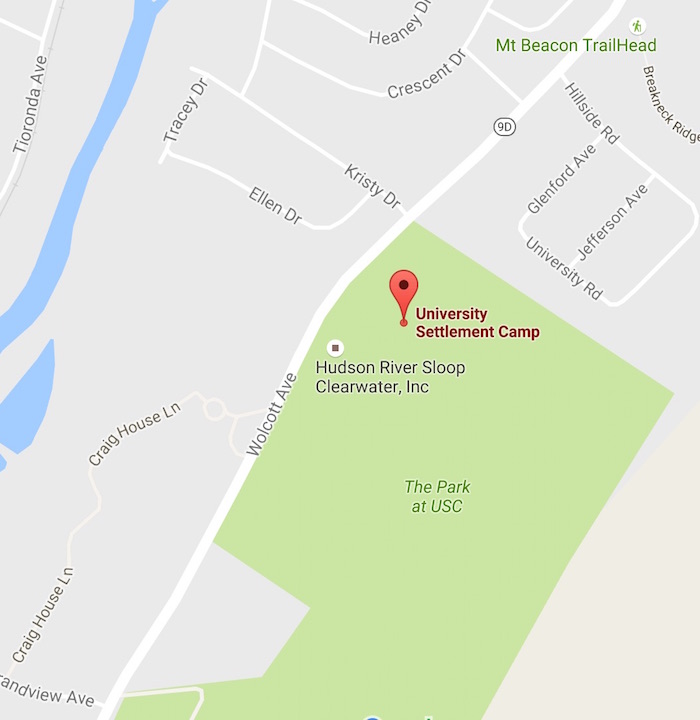 Heaney Dr
Mt Beacon TrailHead
Crescent Dr
Tioronda Ave
Tracey Dr
Hillside Rd
Breakneck Ridge
9D
Kristy Dr
Glenford Ave
Ellen Dr
Jefferson Ave
University Rd
University
Settlement Camp
Hudson River Sloop
Clearwater, Inc
Wolcott Ave
Craig House Ln
The Park
at USC
Craig House Ln
andview Ave